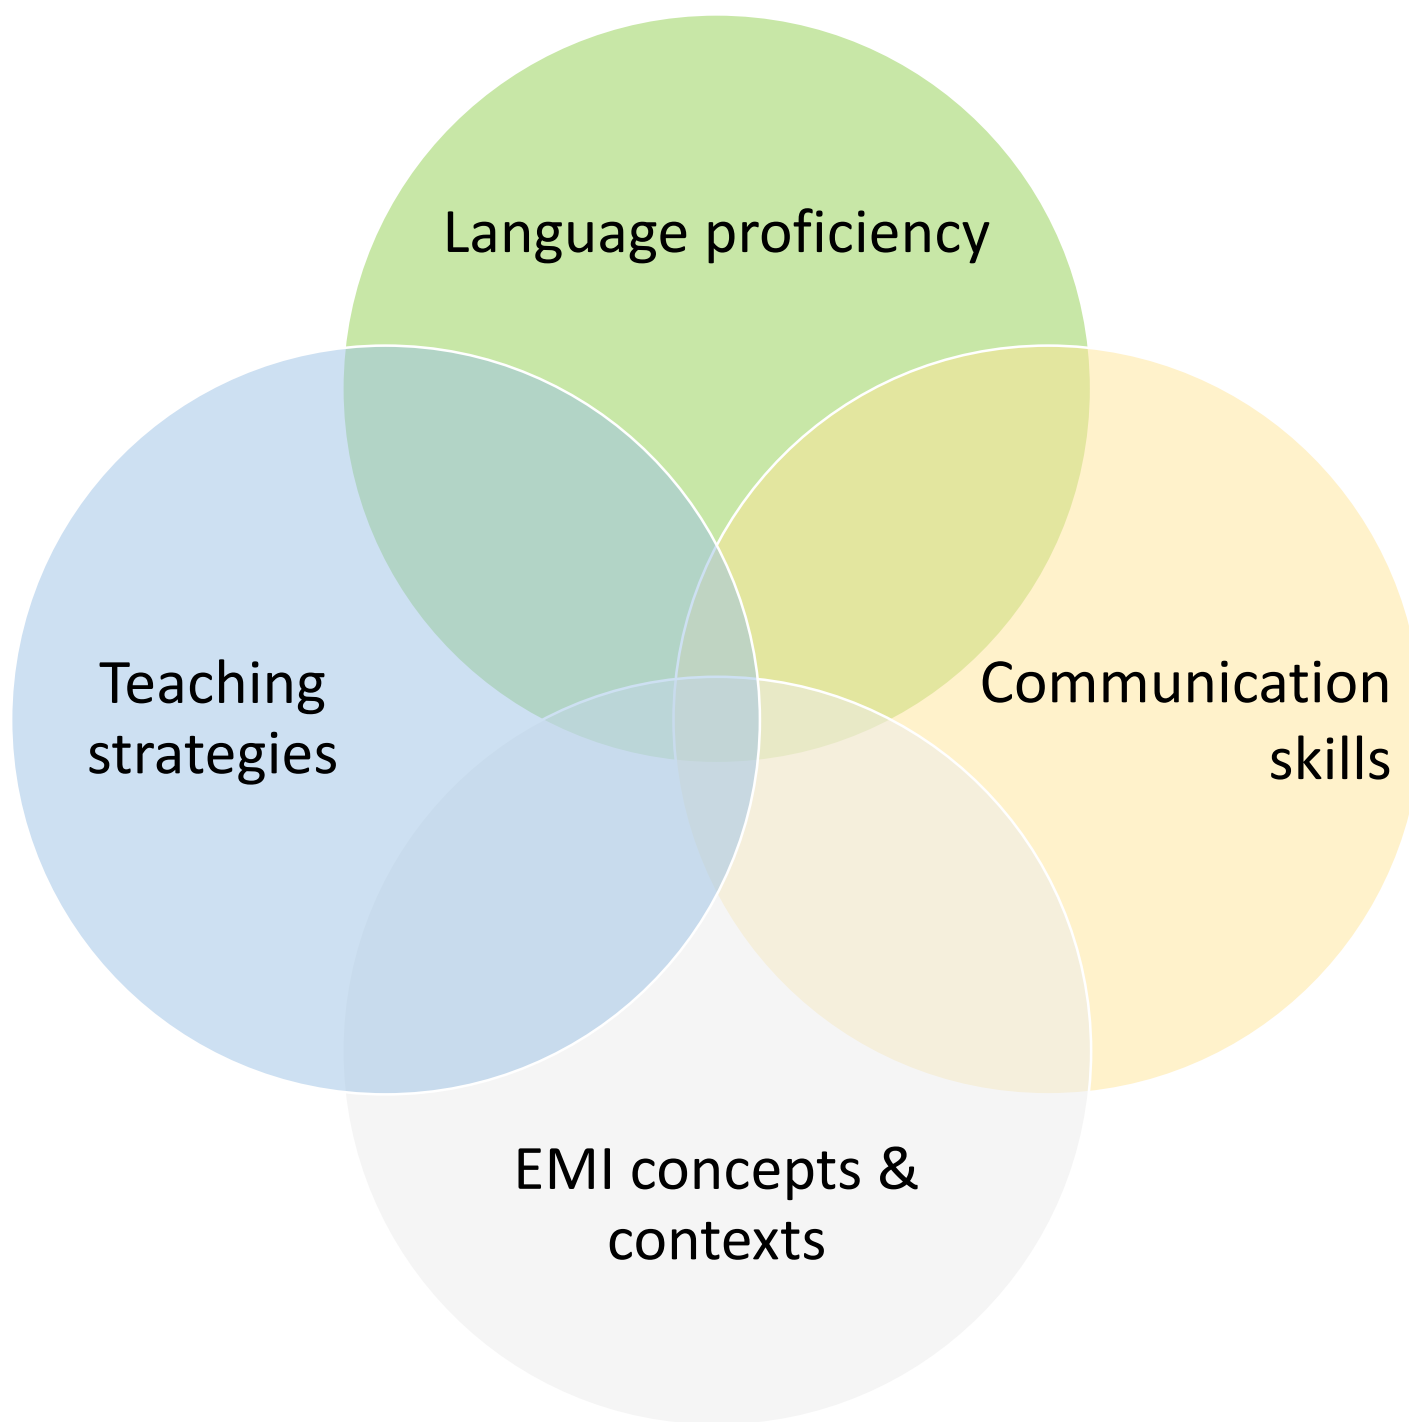 Language proficiency
Teaching
strategies
Communication
skills
EMI concepts &
contexts